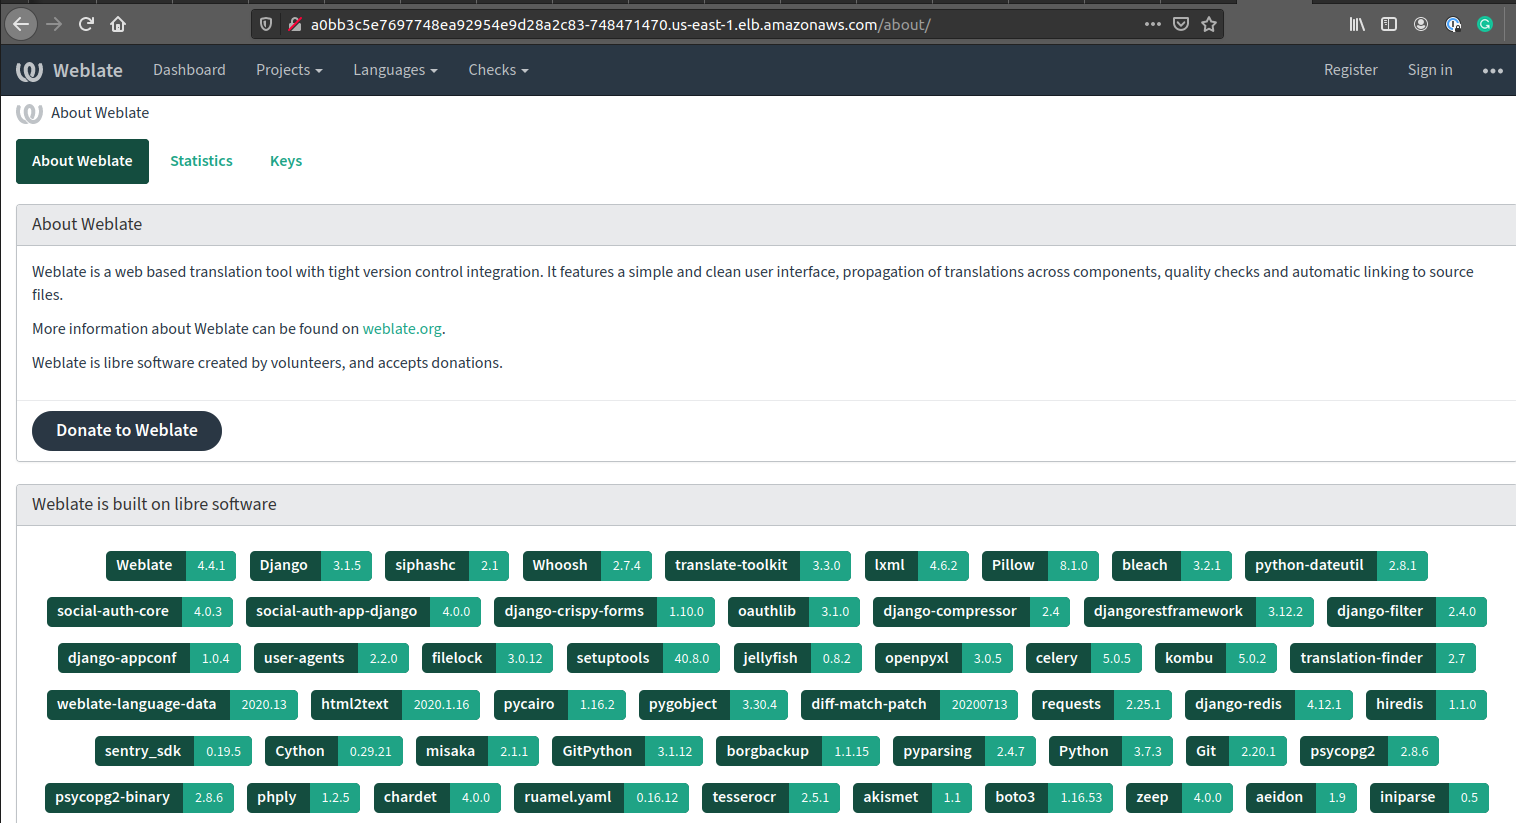 a0bb3c5e7697748ea92954e9d28a2c83-748471470.us-east-1.elb.amazonaws.com/about/
Weblate Dashboard Projects Languages Checks Register Sign in
About Weblate
About Weblate Statistics Keys
About Weblate
Weblate is a web based translation tool with tight version control integration. It features a simple and clean user interface, propagation of translations across components, quality checks and automatic linking to source
files.
More information about Weblate can be found on weblate.org.
Weblate is libre software created by volunteers, and accepts donations.
Donate to Weblate
Weblate is built on libre software
Weblate 4.4.1 Django 3.1.5 siphashc 2.1 Whoosh 2.7.4 translate-toolkit 3.3.0 lxml 4.6.2 Pillow 8.1.0 bleach 3.2.1 python-dateutil 2.8.1
social-auth-core 4.0.3 social-auth-app-django 4.0.0 django-crispy-forms 1.10.0 oauthlib 3.1.0 django-compressor 2.4 djangorestframework 3.12.2 django-filter 2.4.0
django-appconf 1.0.4 user-agents 2.2.0 filelock 3.0.12 setuptools 40.8.0 jellyfish 0.8.2 openpyxl 3.0.5 celery 5.0.5 kombu 5.0.2 translation-finder 2.7
weblate-language-data 2020.13 html2text 2020.1.16 pycairo 1.16.2 pygobject 3.30.4 diff-match-patch 20200713 requests 2.25.1 django-redis 4.12.1 hiredis 1.1.0
sentry_sdk 0.19.5 Cython 0.29.21 misaka 2.1.1 GitPython 3.1.12 borgbackup 1.1.15 pyparsing 2.4.7 Python 3.7.3 Git 2.20.1 psycopg2 2.8.6
psycopg2-binary 2.8.6 phply 1.2.5 chardet 4.0.0 ruamel.yaml 0.16.12 tesserocr 2.5.1 akismet 1.1 boto3 1.16.53 zeep 4.0.0 aeidon 1.9 iniparse 0.5